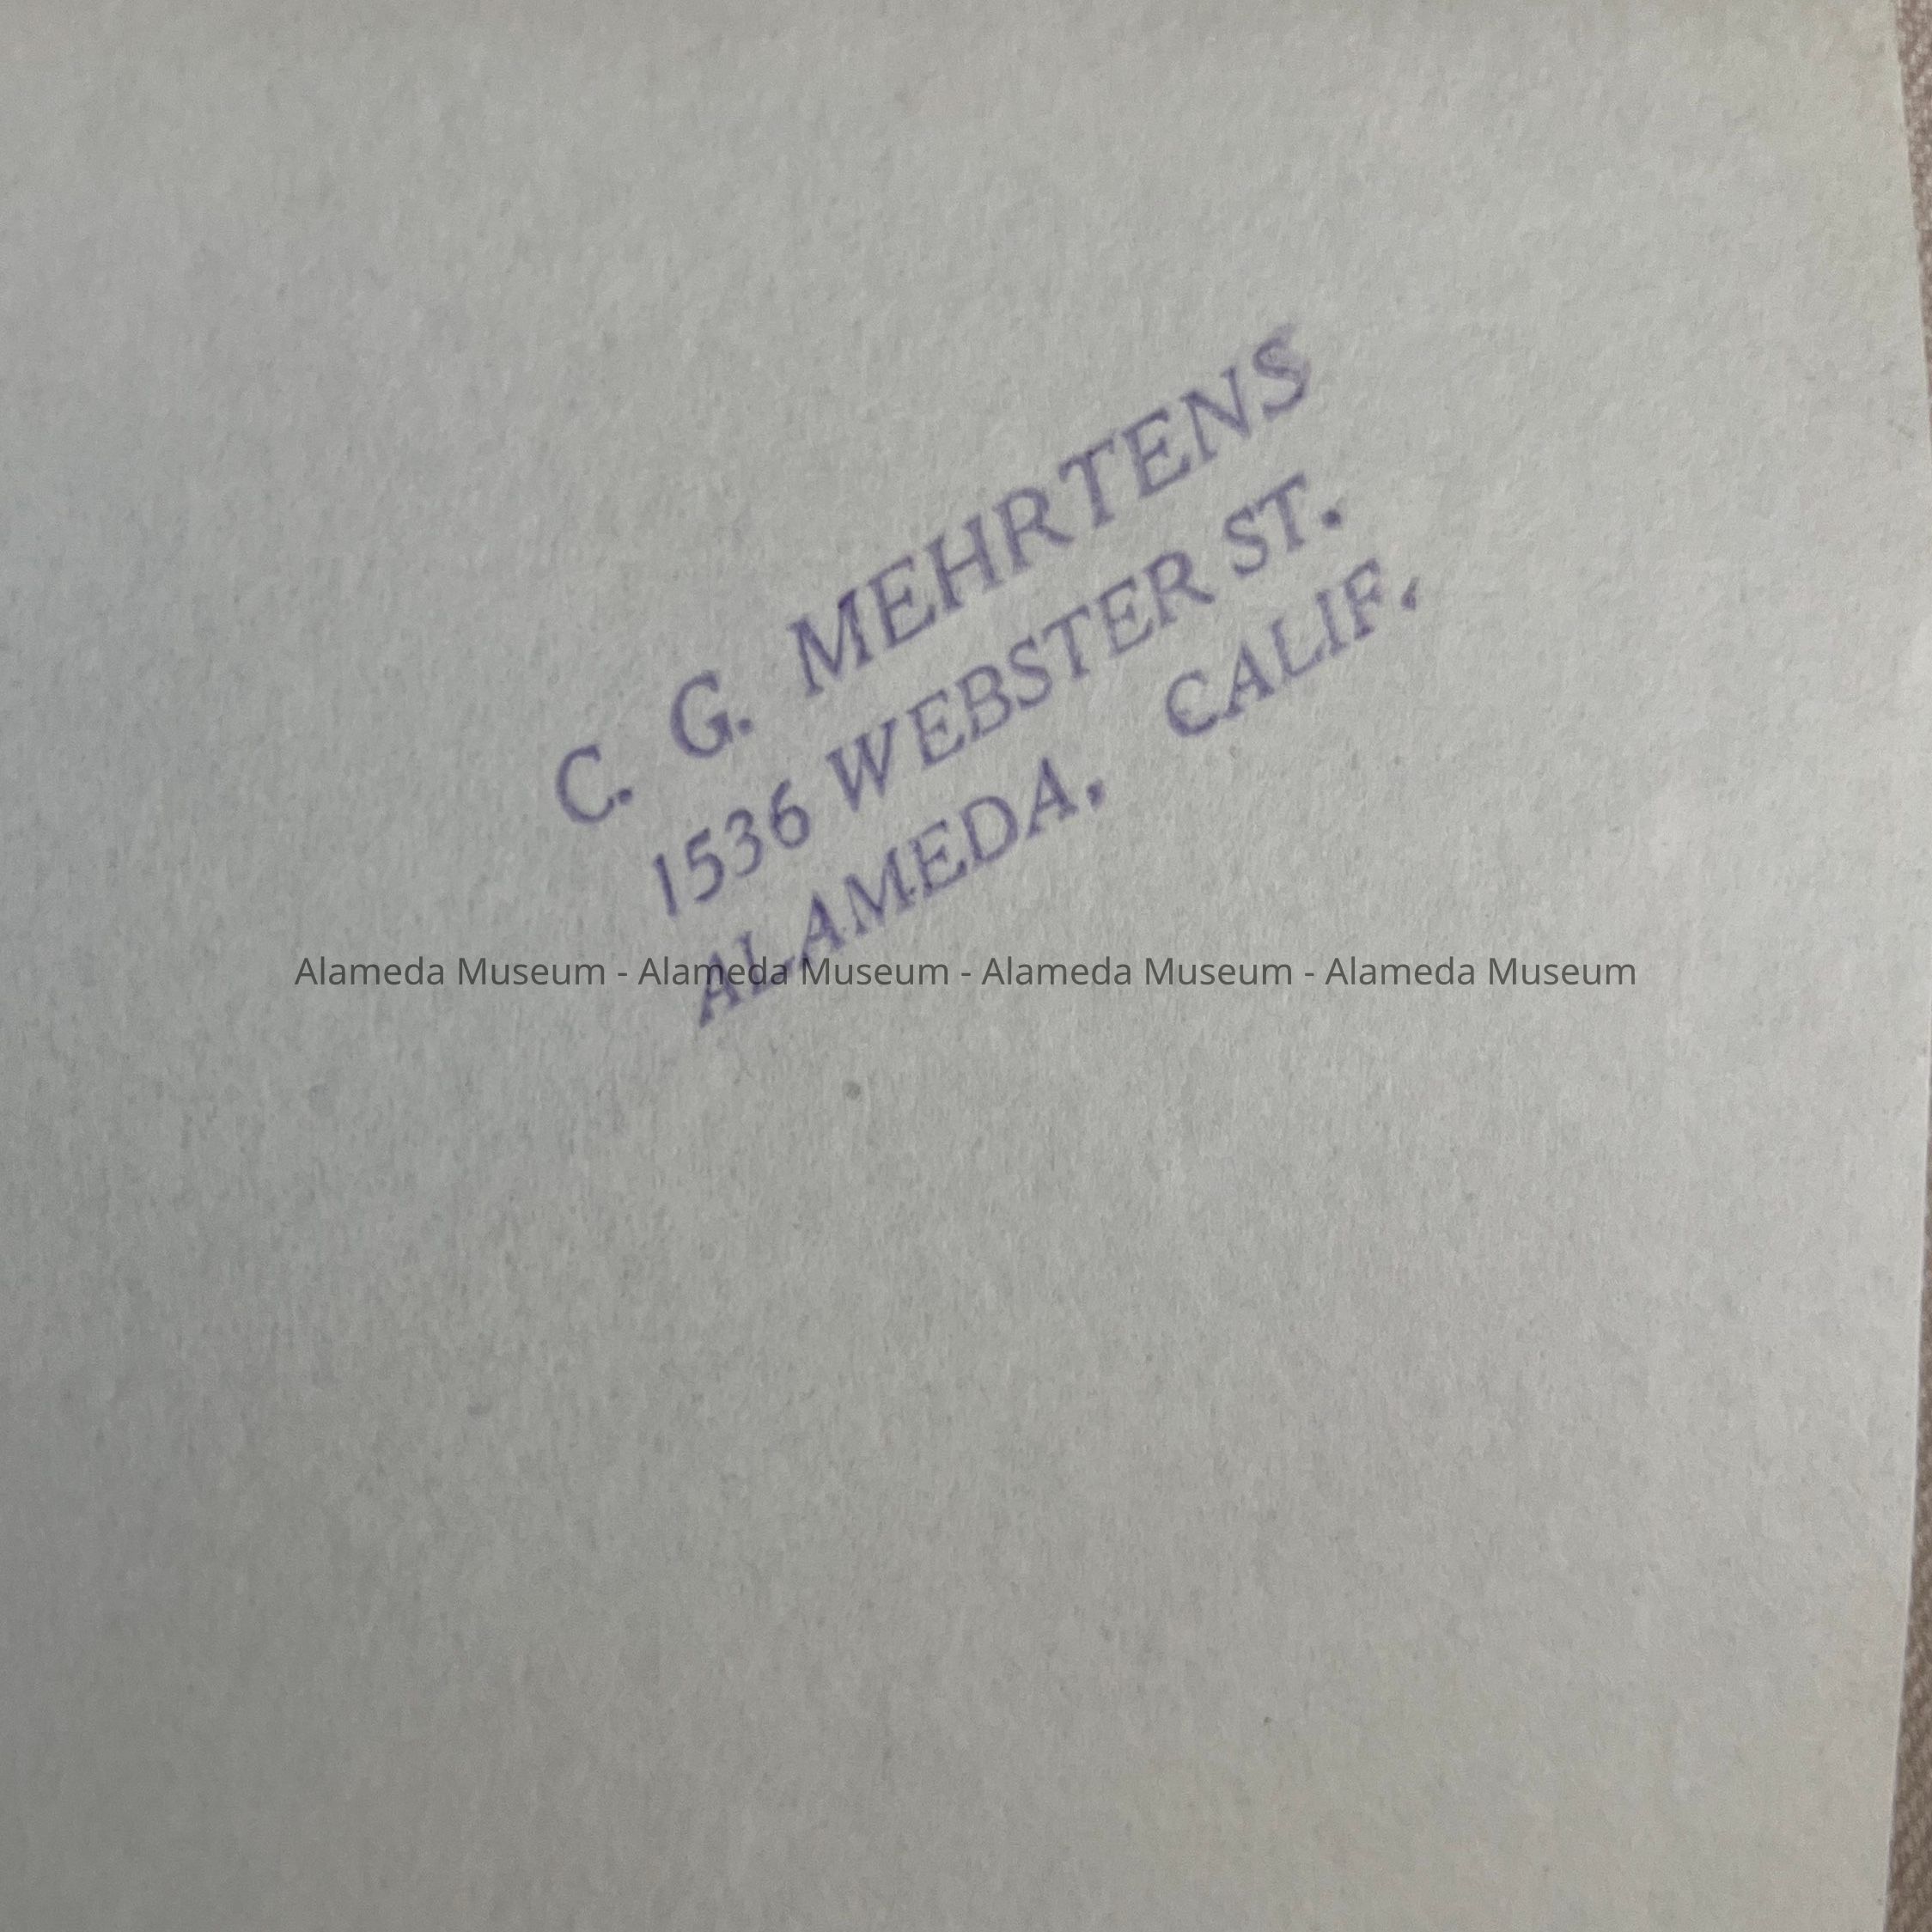 C. G. MEHRTENS
1536 WEBSTER ST.
ALAMEDA, CALIF.
Alameda Museum - Alameda Museum - Alameda Museum - Alameda Museum